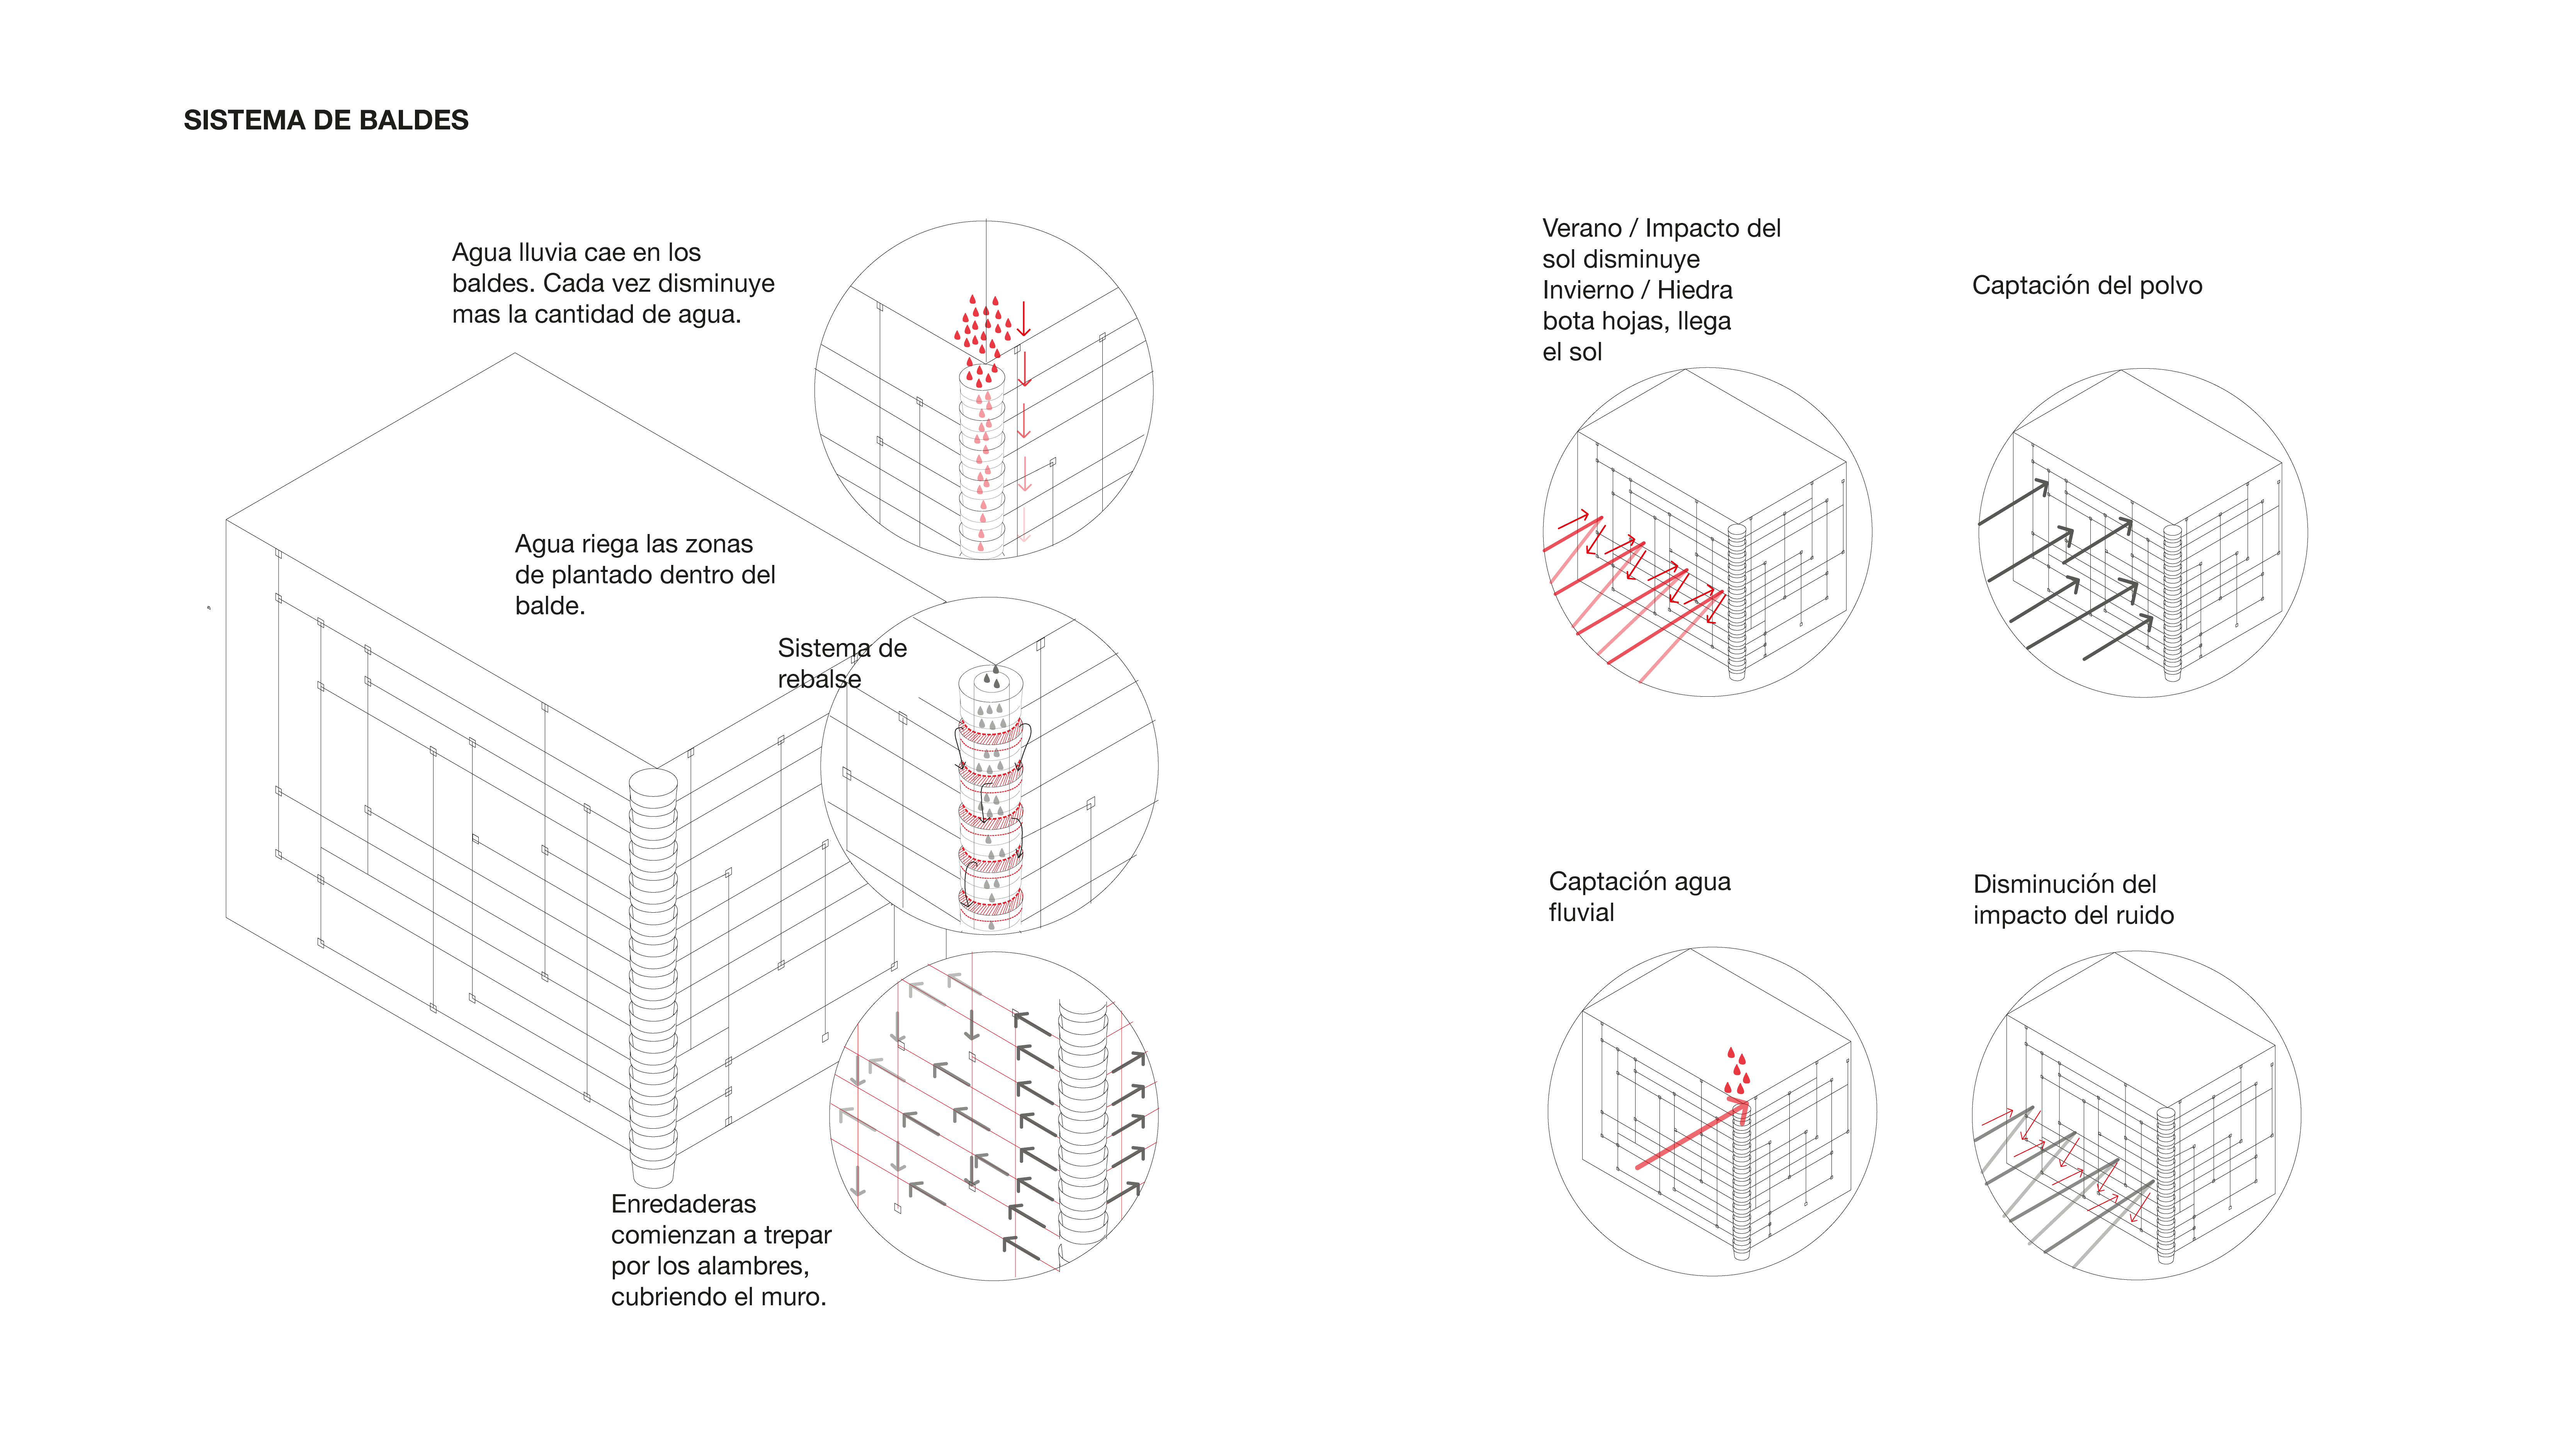 SISTEMA DE BALDES
Agua lluvia cae en los
baldes. Cada vez disminuye
mas la cantidad de agua.
Agua riega las zonas
de plantado dentro del
balde.
Sistema de
rebalse
Enredaderas
comienzan a trepar
por los alambres,
cubriendo el muro.
Verano / Impacto del
sol disminuye
Invierno / Hiedra
bota hojas, llega
el sol
Captación del polvo
Captación agua
fluvial
Disminución del
impacto del ruido